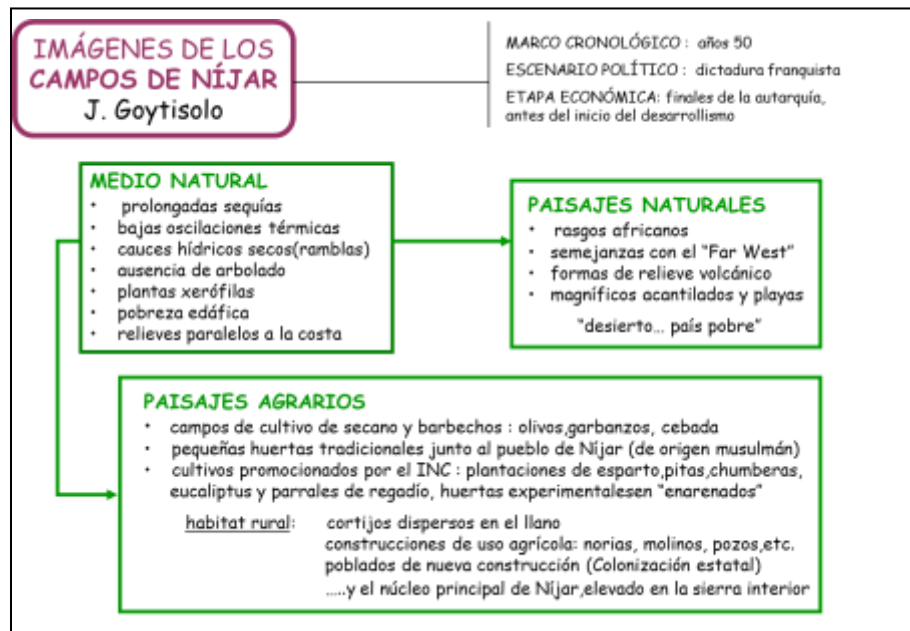 IMÁGENES DE LOS
CAMPOS DE NÍJAR
J. Goytisolo
MARCO CRONOLÓGICO : años 50
ESCENARIO POLÍTICO : dictadura franquista
ETAPA ECONÓMICA: finales de la autarquía,
antes del inicio del desarrollismo
MEDIO NATURAL
• prolongadas sequías
• bajas oscilaciones térmicas
• cauces hídricos secos(ramblas)
• ausencia de arbolado
• plantas xerófilas
• pobreza edáfica
• relieves paralelos a la costa
PAISAJES NATURALES
• rasgos africanos
• semejanzas con el "Far West"
• formas de relieve volcánico
• magníficos acantilados y playas
"desierto... país pobre"
PAISAJES AGRARIOS
• campos de cultivo de secano y barbechos : olivos,garbanzos, cebada
• pequeñas huertas tradicionales junto al pueblo de Níjar (de origen musulmán)
• cultivos promocionados por el INC : plantaciones de esparto,pitas,chumberas,
eucaliptus y parrales de regadío, huertas experimentalesen "enarenados"
habitat rural: cortijos dispersos en el llano
construcciones de uso agrícola: norias, molinos, pozos,etc.
poblados de nueva construcción (Colonización estatal)
.....y el núcleo principal de Níjar,elevado en la sierra interior